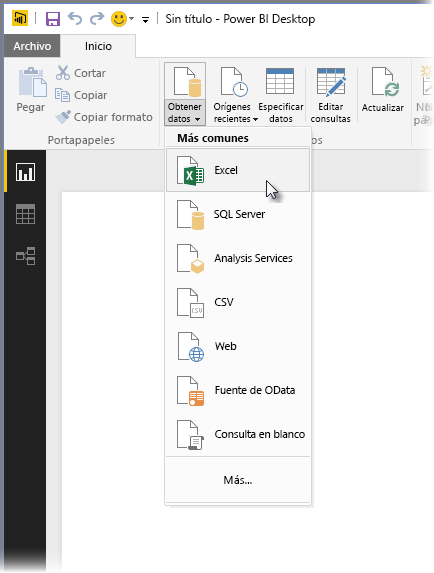 Sin título - Power BI Desktop
Archivo
Inicio
Pegar
Cortar
Copiar
Copiar formato
Portapapeles
Obtener
datos
Orígenes
recientes
Especificar
datos
Editar
consultas
Actualizar
Más comunes
Excel
SQL Server
Analysis Services
CSV
Web
Fuente de OData
Consulta en blanco
Más...